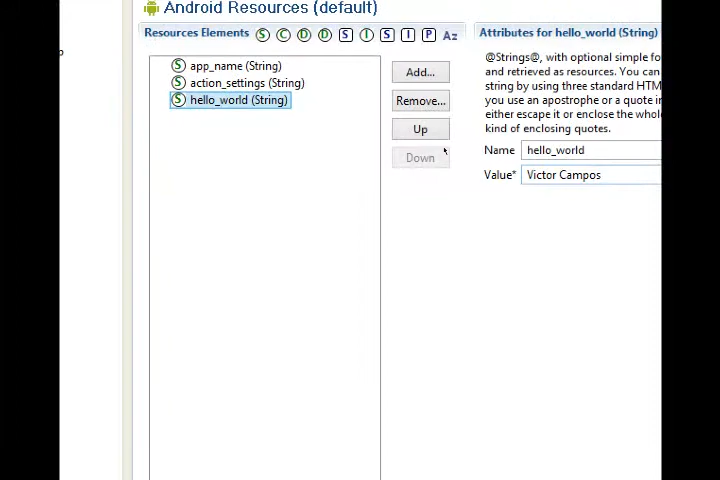 Android Resources (default)
Resources Elements S C D D S I S I P Az
Attributes for hello_world (String)
S app_name (String)
S action_settings (String)
S hello_world (String)
Add...
Remove...
Up
Down
@Strings@, with optional simple fo
and retrieved as resources. You can
string by using three standard HTM
you use an apostrophe or a quote in
either escape it or enclose the whole
kind of enclosing quotes.
Name hello_world
Value* Victor Campos